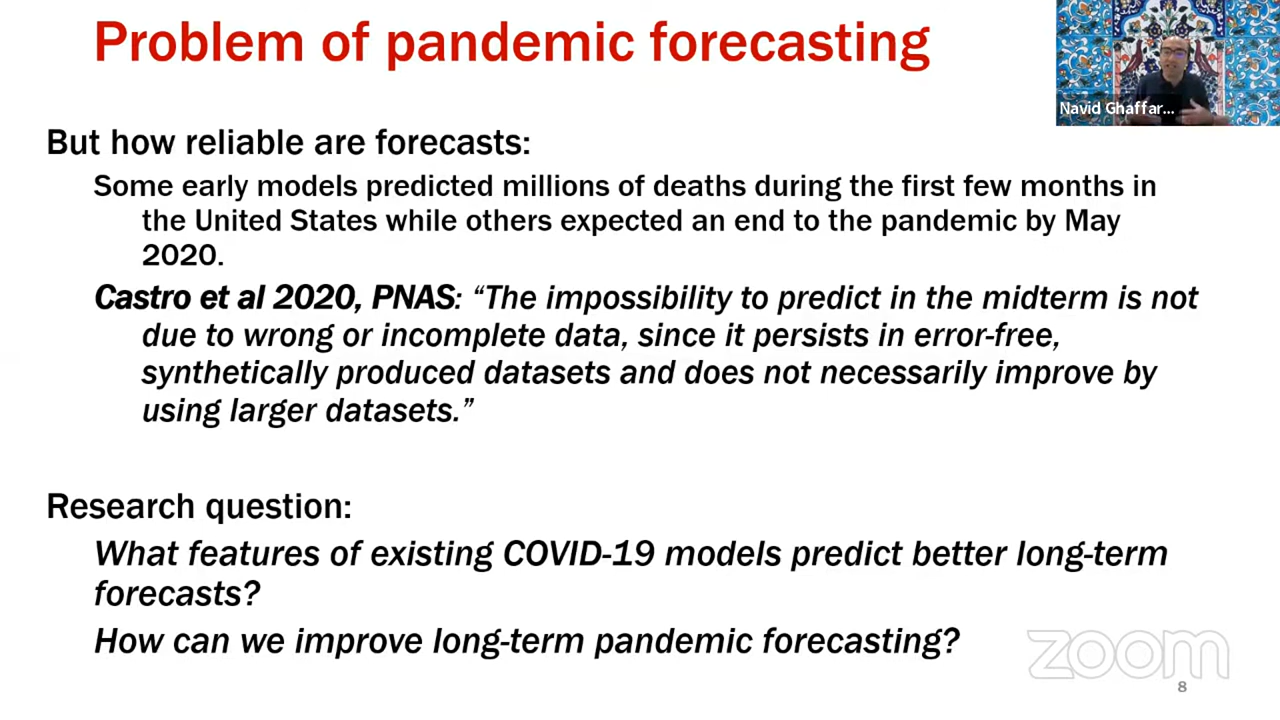 Problem of pandemic forecasting
Navid Ghaffar...
But how reliable are forecasts:
Some early models predicted millions of deaths during the first few months in
the United States while others expected an end to the pandemic by May
2020.
Castro et al 2020, PNAS: “The impossibility to predict in the midterm is not
due to wrong or incomplete data, since it persists in error-free,
synthetically produced datasets and does not necessarily improve by
using larger datasets.”
Research question:
What features of existing COVID-19 models predict better long-term
forecasts?
How can we improve long-term pandemic forecasting?
zoom
8